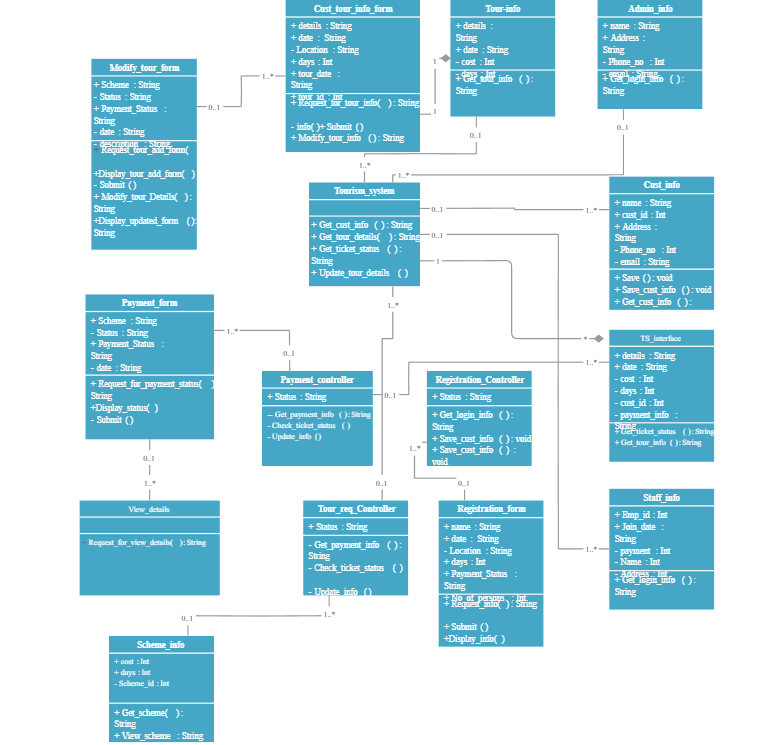 Cust_tour_info_form
+ details : String
+ date : String
- Location : String
+ days : Int
+ tour_date :
String
+ tour_id : Int
+ Request_for_tour_info( ): String
- info( )+ Submit ()
+ Modify_tour_info (): String
Tour-info
+ details :
String
+ date : String
- cost : Int
- days : Int
+ Get_tour_info ():
String
Admin_info
+ name : String
+ Address :
String
- Phone_no : Int
- email : String
+ Get_login_info ():
String
Modify_tour_form
+ Scheme : String
- Status : String
+ Payment_Status :
String
- date : String
- description : String
+ Request_tour_add_form(
+Display_tour_add_form( )
- Submit ()
+ Modify_tour_Details( ):
String
+Display_updated_form ():
String
0..1
1..*
1
1
0..1
0..1
1..*
1..*
Tourism_system
+ Get_cust_info (): String
+ Get_tour_details( ): String
+ Get_ticket_status ():
String
+ Update_tour_details ()
0..1
1..*
0..1
1
1..*
Cust_info
+ name : String
+ cust_id : Int
+ Address :
String
- Phone_no : Int
- email : String
+ Save (): void
+ Save_cust_info (): void
+ Get_cust_info ():
Payment_form
+ Scheme : String
- Status : String
+ Payment_Status :
String
- date : String
+ Request_for_payment_status( )
String
+Display_status( )
- Submit ()
1..*
0..1
*
TS_interface
+ details : String
+ date : String
- cost : Int
- days : Int
- cust_id : Int
- payment_info :
String
+ Get_ticket_status (): String
+ Get_tour_info (): String
1..*
Payment_controller
+ Status : String
-- Get_payment_info (): String
- Check_ticket_status ()
- Update_info ()
0..1
Registration_Controller
+ Status : String
+ Get_login_info ():
String
+ Save_cust_info (): void
+ Save_cust_info ():
void
1..*
0..1
0..1
1..*
0..1
View_details
- Request_for_view_details( ): String
Tour_req_Controller
+ Status : String
- Get_payment_info ():
String
- Check_ticket_status ()
- Update_info ()
Registration_form
+ name : String
+ date : String
- Location : String
+ days : Int
+ Payment_Status :
String
+ No_of_persons : Int
+ Request_info( ): String
+ Submit ()
+Display_info( )
Staff_info
+ Emp_id : Int
+ Join_date :
String
- payment : Int
- Name : Int
- Address : Int
+ Get_login_info ():
String
1..*
0..1
1..*
Scheme_info
+ cost : Int
+ days : Int
- Scheme_id : Int
+ Get_scheme( ):
String
+ View_scheme : String